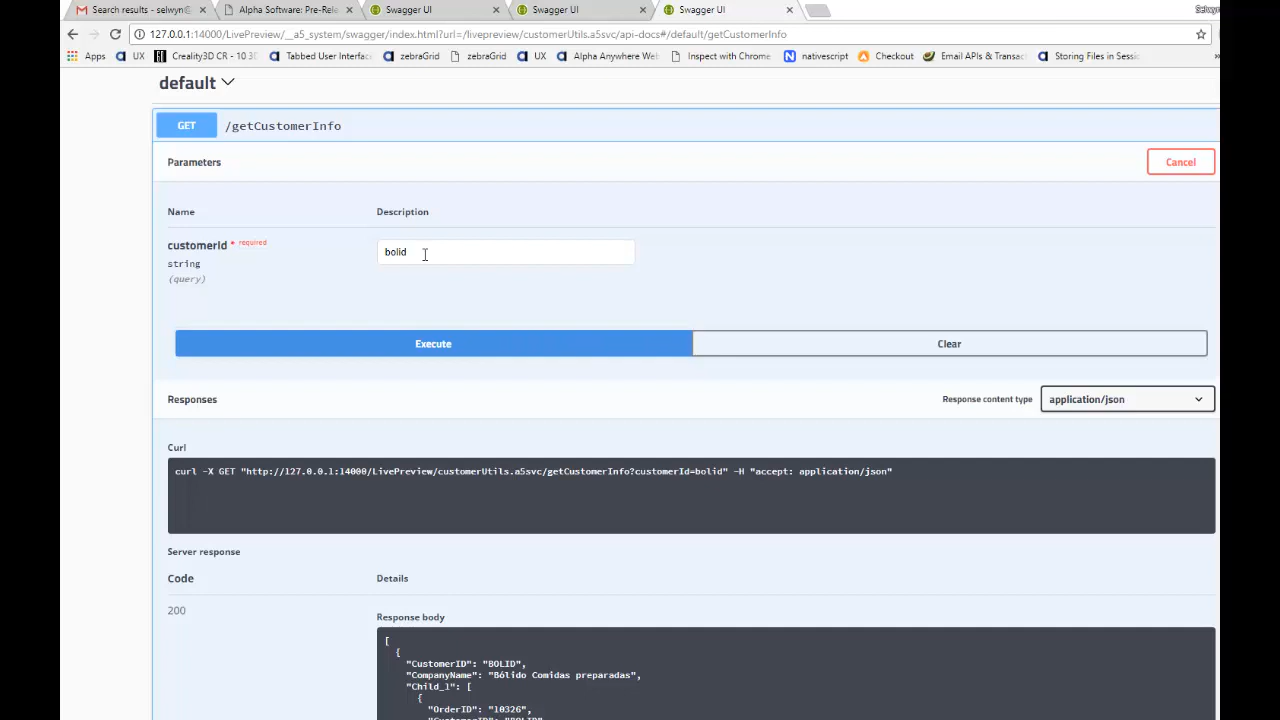 Search results - selwyn@
Alpha Software: Pre-Rele
Swagger UI
Swagger UI
Swagger UI
Selwyn
127.0.0.1:14000/LivePreview/__a5_system/swagger/index.html?url=/livepreview/customerUtils.a5svc/api-docs#/default/getCustomerInfo
Apps
UX
Creality3D CR - 10 3D
Tabbed User Interface
zebraGrid
zebraGrid
UX
Alpha Anywhere Web
Inspect with Chrome
nativescript
Checkout
Email APIs & Transac
Storing Files in Sessi
»
default
GET /getCustomerInfo
Parameters
Cancel
Name Description
customerId * required
string
(query)
bolid
Execute
Clear
Responses
Response content type
application/json
Curl
curl -X GET "http://127.0.0.1:14000/LivePreview/customerUtils.a5svc/getCustomerInfo?customerId=bolid" -H "accept: application/json"
Server response
Code Details
200
Response body
[
{
"CustomerID": "BOLID",
"CompanyName": "Bólido Comidas preparadas",
"Child_1": [
{
"OrderID": "10326",
"CustomerID": "BOLID"